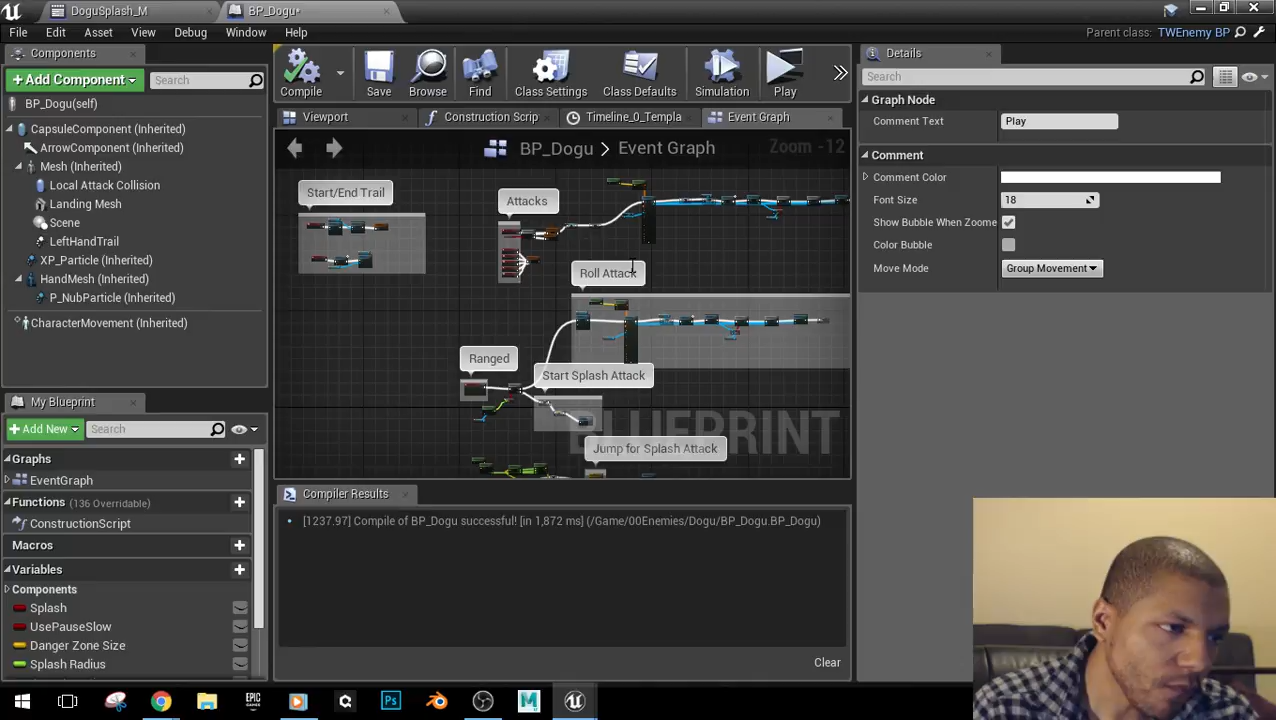 DoguSplash_M
BP_Dogu*
File Edit Asset View Debug Window Help
Parent class: TWEnemy BP
Components
+Add Component
Search
BP_Dogu(self)
CapsuleComponent (Inherited)
ArrowComponent (Inherited)
Mesh (Inherited)
Local Attack Collision
Landing Mesh
Scene
LeftHandTrail
XP_Particle (Inherited)
HandMesh (Inherited)
P_NubParticle (Inherited)
CharacterMovement (Inherited)
My Blueprint
+Add New
Search
Graphs
EventGraph
Functions (136 Overridable)
ConstructionScript
Macros
Variables
Components
Splash
UsePauseSlow
Danger Zone Size
Splash Radius
Compile Save Browse Find Class Settings Class Defaults Simulation Play
Viewport Construction Scrip Timeline_0_Templa Event Graph
BP_Dogu > Event Graph
Zoom -12
Start/End Trail
Attacks
Roll Attack
Ranged
Start Splash Attack
BLUEPRINT
Jump for Splash Attack
Compiler Results
[1237.97] Compile of BP_Dogu successful! [in 1,872 ms] (/Game/00Enemies/Dogu/BP_Dogu.BP_Dogu)
Clear
Details
Search
Graph Node
Comment Text Play
Comment
Comment Color
Font Size 18
Show Bubble When Zoome
Color Bubble
Move Mode Group Movement
EPIC GAMES
Ps
M